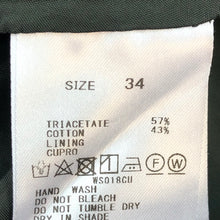 SIZE 34
TRIACETATE 57%
COTTON 43%
LINING
CUPRO
WS018CU
HAND WASH
DO NOT BLEACH
DO NOT TUMBLE DRY
DRY IN SHADE